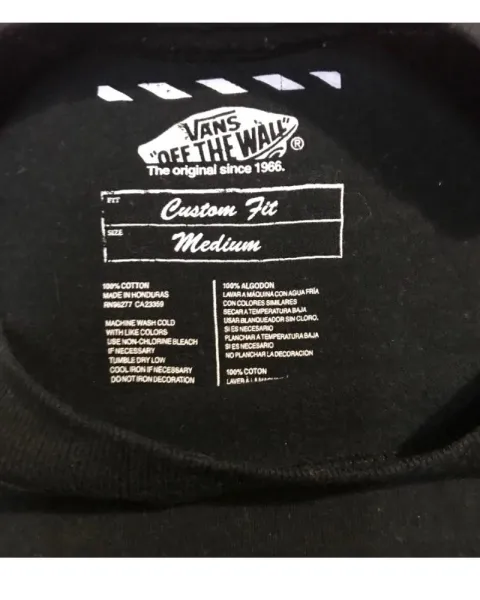 VANS
"OFF THE WALL"
®
The original since 1966.
FIT
Custom Fit
SIZE
Medium
100% COTTON
MADE IN HONDURAS
RN96277 CA23359
MACHINE WASH COLD
WITH LIKE COLORS
USE NON-CHLORINE BLEACH
IF NECESSARY
TUMBLE DRY LOW
COOL IRON IF NECESSARY
DO NOT IRON DECORATION
100% ALGODON
LAVAR A MÁQUINA CON AGUA FRÍA
CON COLORES SIMILARES
SECAR A TEMPERATURA BAJA
USAR BLANQUEADOR SIN CLORO,
SI ES NECESARIO
PLANCHAR A TEMPERATURA BAJA
SI ES NECESARIO
NO PLANCHAR LA DECORACIÓN
100% COTON
LAVER À LA